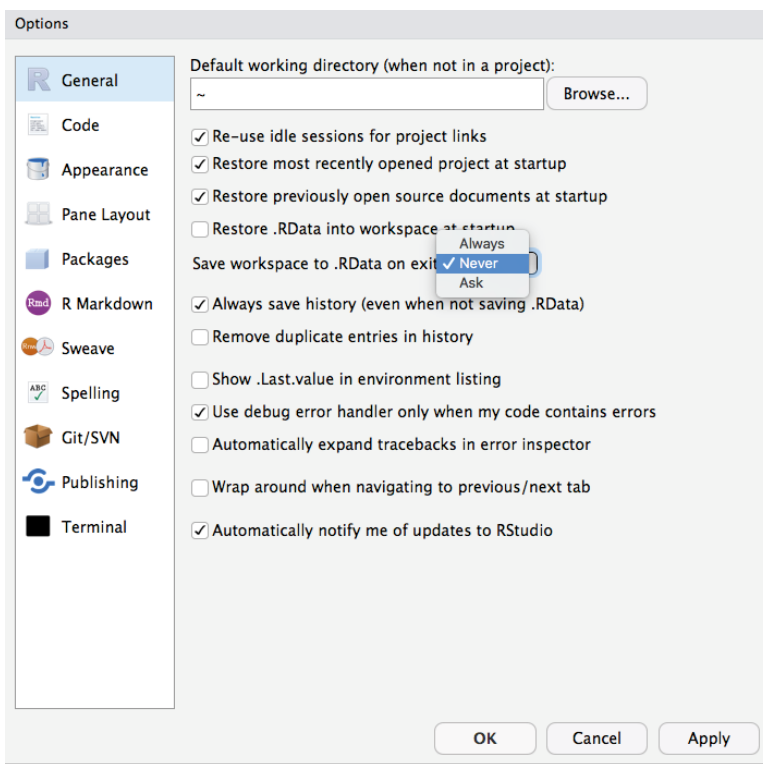 Options
General
Code
Appearance
Pane Layout
Packages
Rmd R Markdown
Rnw Sweave
ABC Spelling
Git/SVN
Publishing
Terminal
Default working directory (when not in a project):
~ Browse...
Re-use idle sessions for project links
Restore most recently opened project at startup
Restore previously open source documents at startup
Restore .RData into workspace at startup
Save workspace to .RData on exit
Always
Never
Ask
Always save history (even when not saving .RData)
Remove duplicate entries in history
Show .Last.value in environment listing
Use debug error handler only when my code contains errors
Automatically expand tracebacks in error inspector
Wrap around when navigating to previous/next tab
Automatically notify me of updates to RStudio
OK Cancel Apply